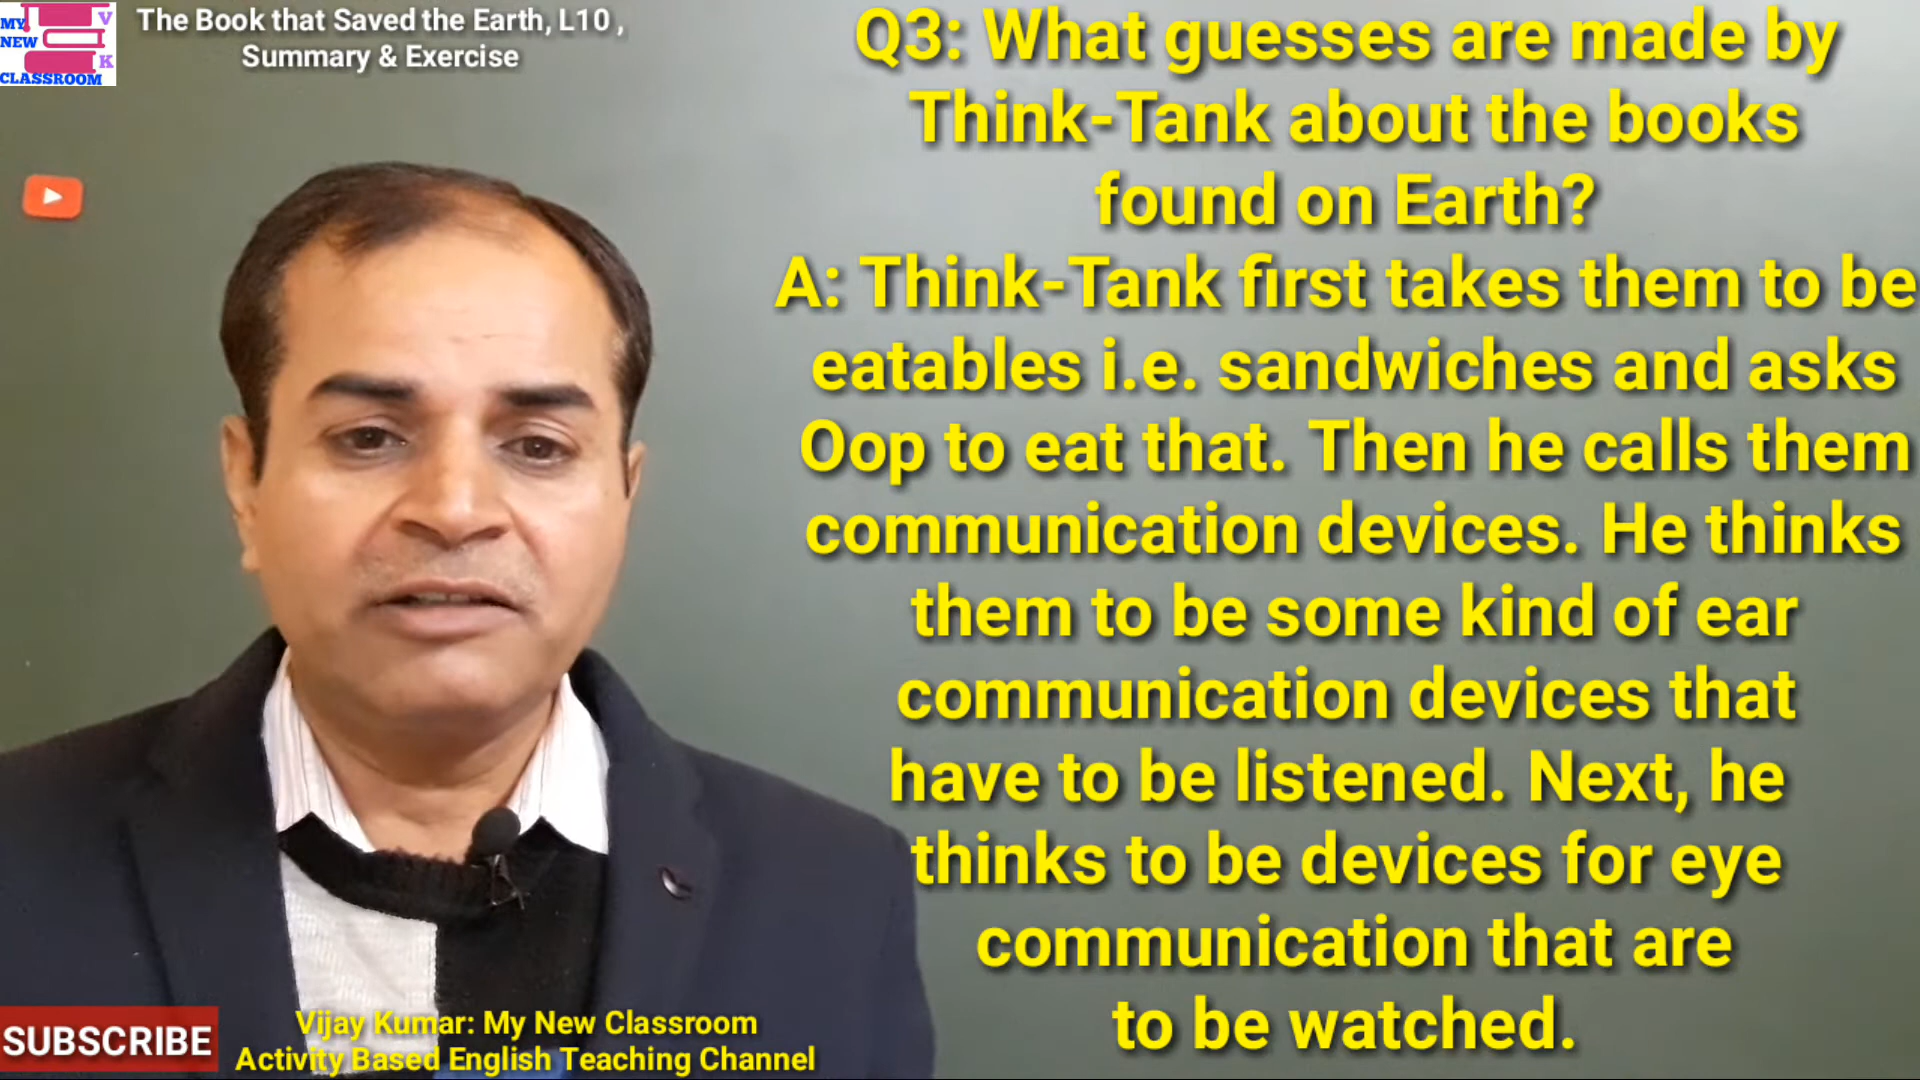 MY
NEW
V
K
CLASSROOM
The Book that Saved the Earth, L10 ,
Summary & Exercise
Q3: What guesses are made by
Think-Tank about the books
found on Earth?
A: Think-Tank first takes them to be
eatables i.e. sandwiches and asks
Oop to eat that. Then he calls them
communication devices. He thinks
them to be some kind of ear
communication devices that
have to be listened. Next, he
thinks to be devices for eye
communication that are
to be watched.
SUBSCRIBE
Vijay Kumar: My New Classroom
Activity Based English Teaching Channel